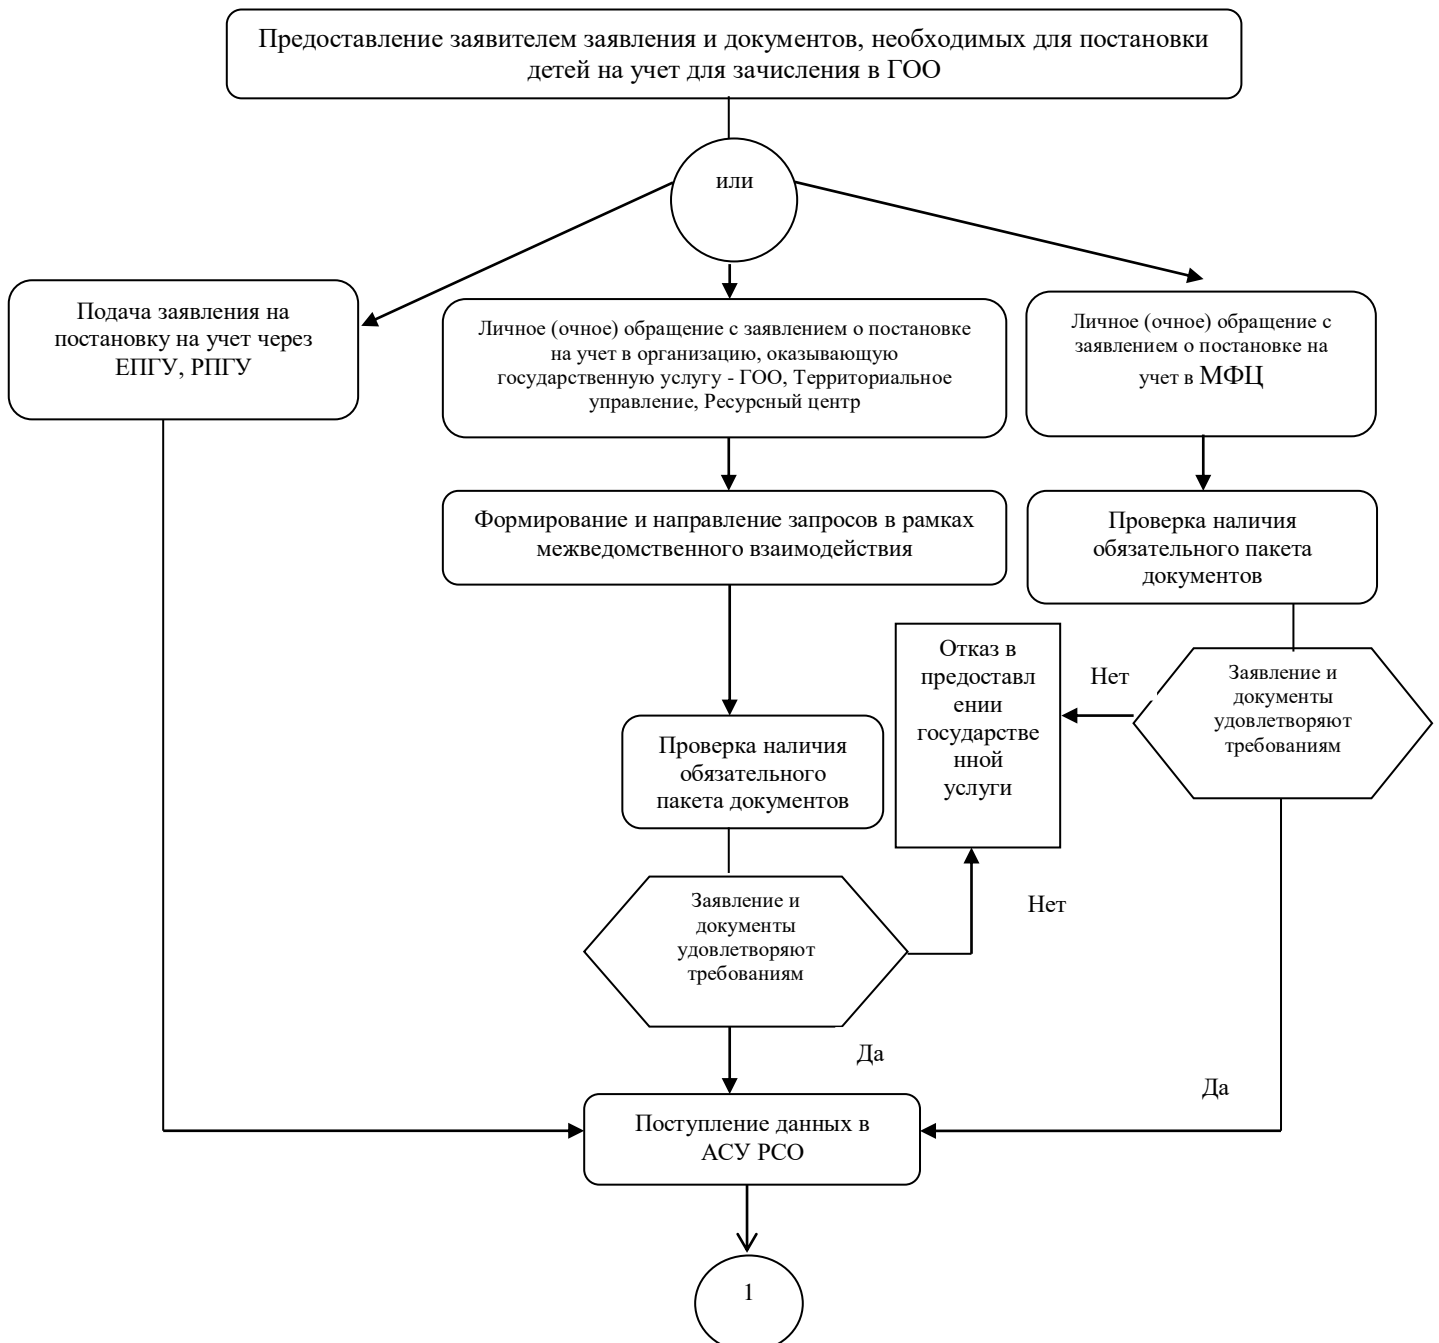 Предоставление заявителем заявления и документов, необходимых для постановки
детей на учет для зачисления в ГОО
или
Подача заявления на
постановку на учет через
ЕПГУ, РПГУ
Личное (очное) обращение с заявлением о постановке
на учет в организацию, оказывающую
государственную услугу - ГОО, Территориальное
управление, Ресурсный центр
Личное (очное) обращение с
заявлением о постановке на
учет в МФЦ
Формирование и направление запросов в рамках
межведомственного взаимодействия
Проверка наличия
обязательного пакета
документов
Отказ в
предоставл
ении
государстве
нной
услуги
Нет
Заявление и
документы
удовлетворяют
требованиям
Проверка наличия
обязательного
пакета документов
Заявление и
документы
удовлетворяют
требованиям
Нет
Да
Да
Поступление данных в
АСУ РСО
1